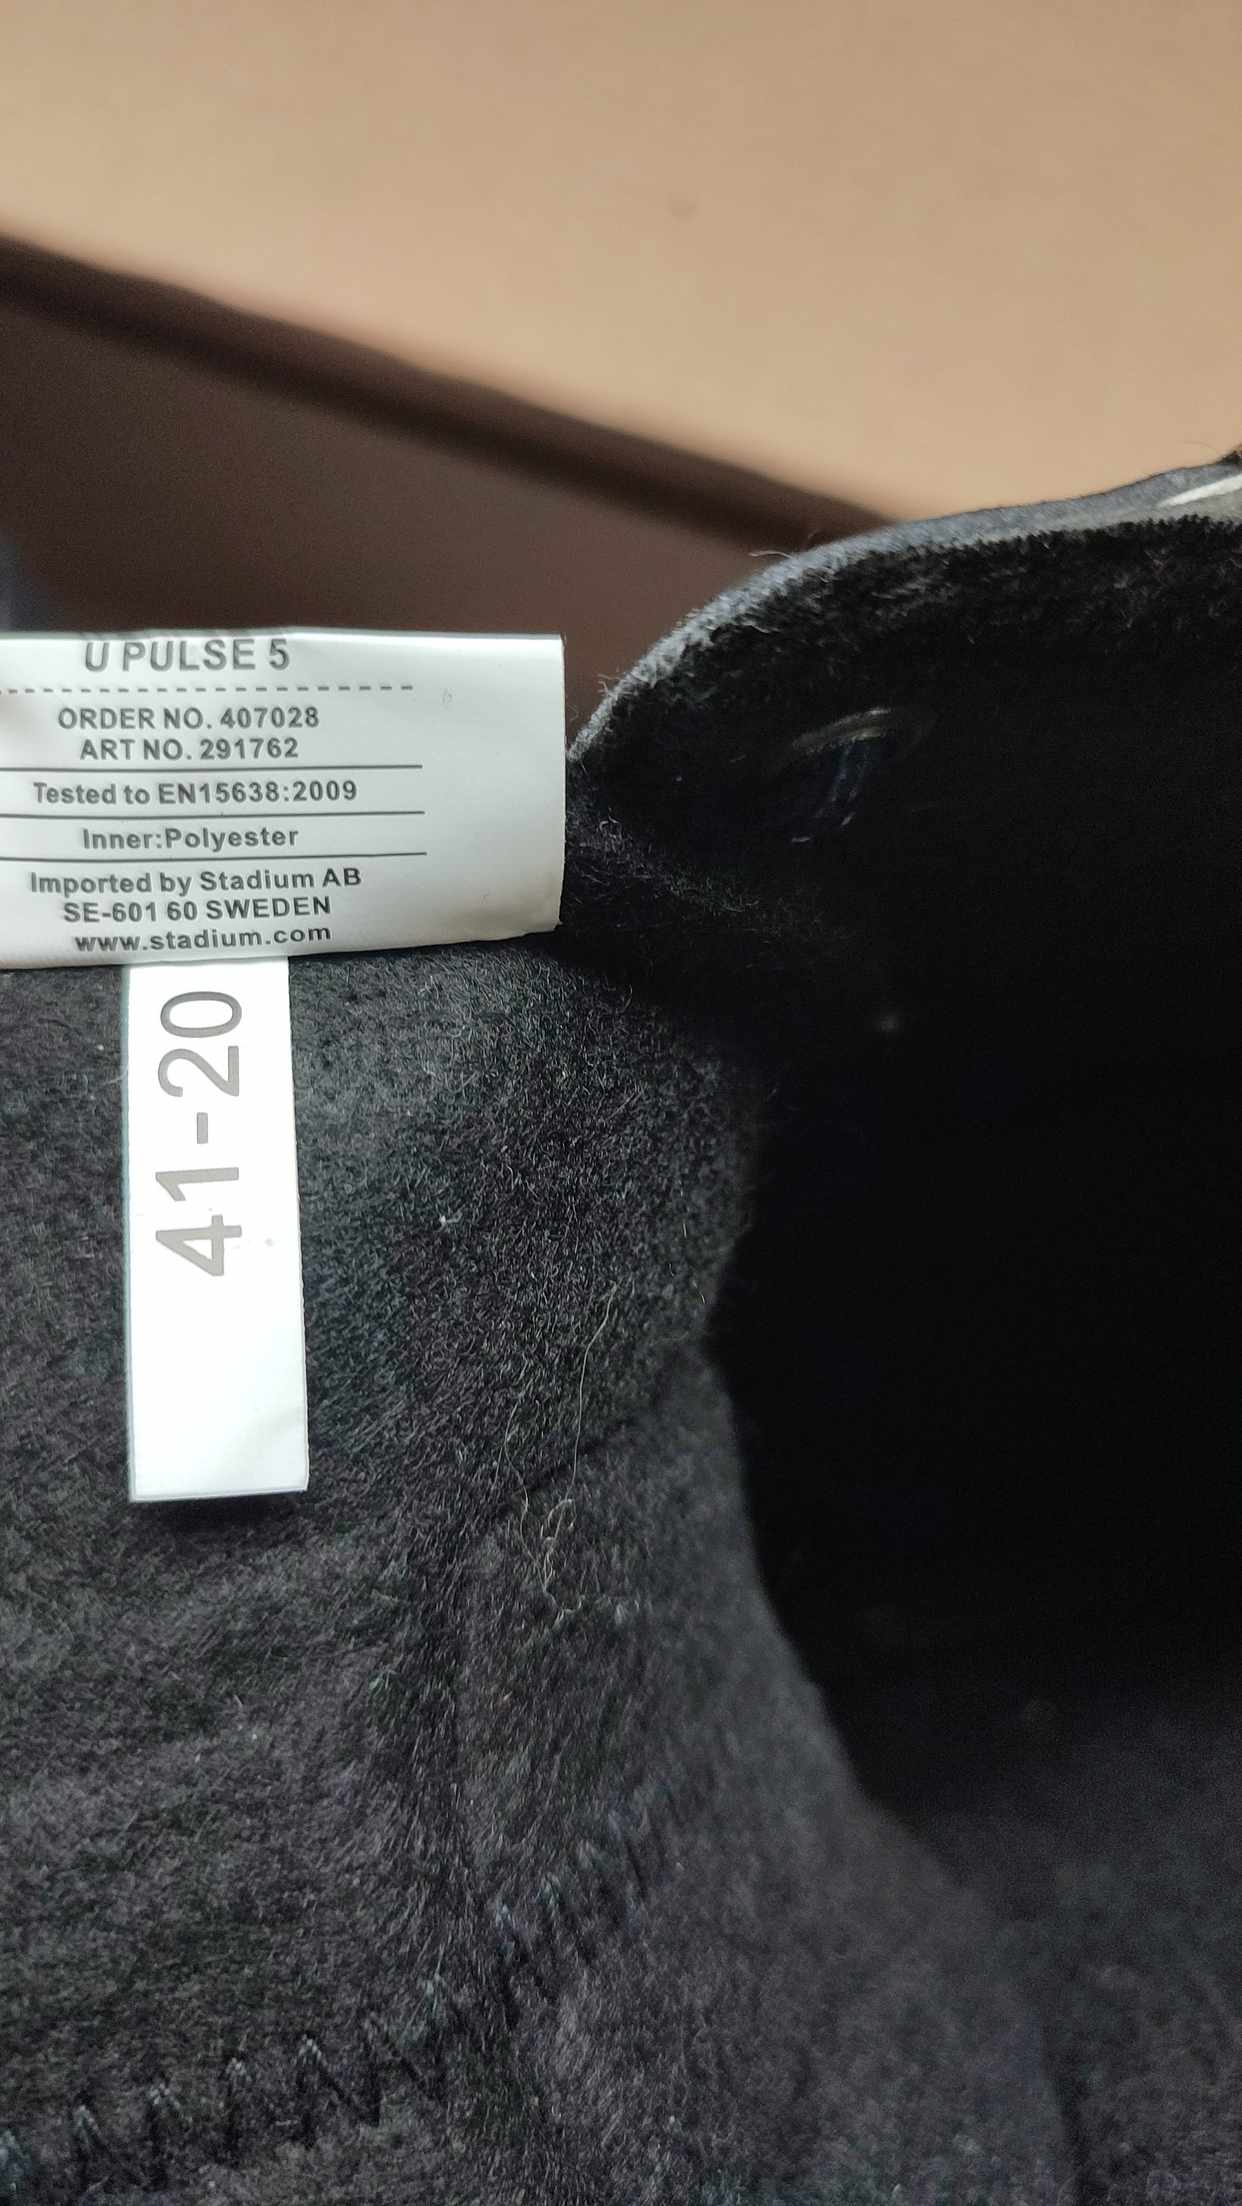 U PULSE 5
ORDER NO. 407028
ART NO. 291762
Tested to EN15638:2009
Inner:Polyester
Imported by Stadium AB
SE-601 60 SWEDEN
www.stadium.com
41-20